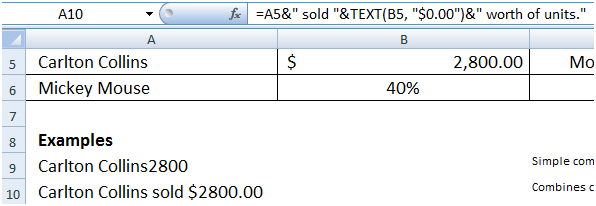 A10 fx =A5&" sold "&TEXT(B5, "$0.00")&" worth of units."
A B
5 Carlton Collins $ 2,800.00 Mo
6 Mickey Mouse 40%
7
8 Examples
9 Carlton Collins2800 Simple com
10 Carlton Collins sold $2800.00 Combines c